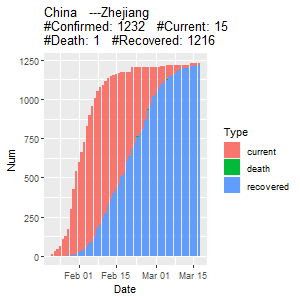 China ---Zhejiang
#Confirmed: 1232 #Current: 15
#Death: 1 #Recovered: 1216
1250
1000
750
500
250
0
Num
Feb 01 Feb 15 Mar 01 Mar 15
Date
Type
current
death
recovered